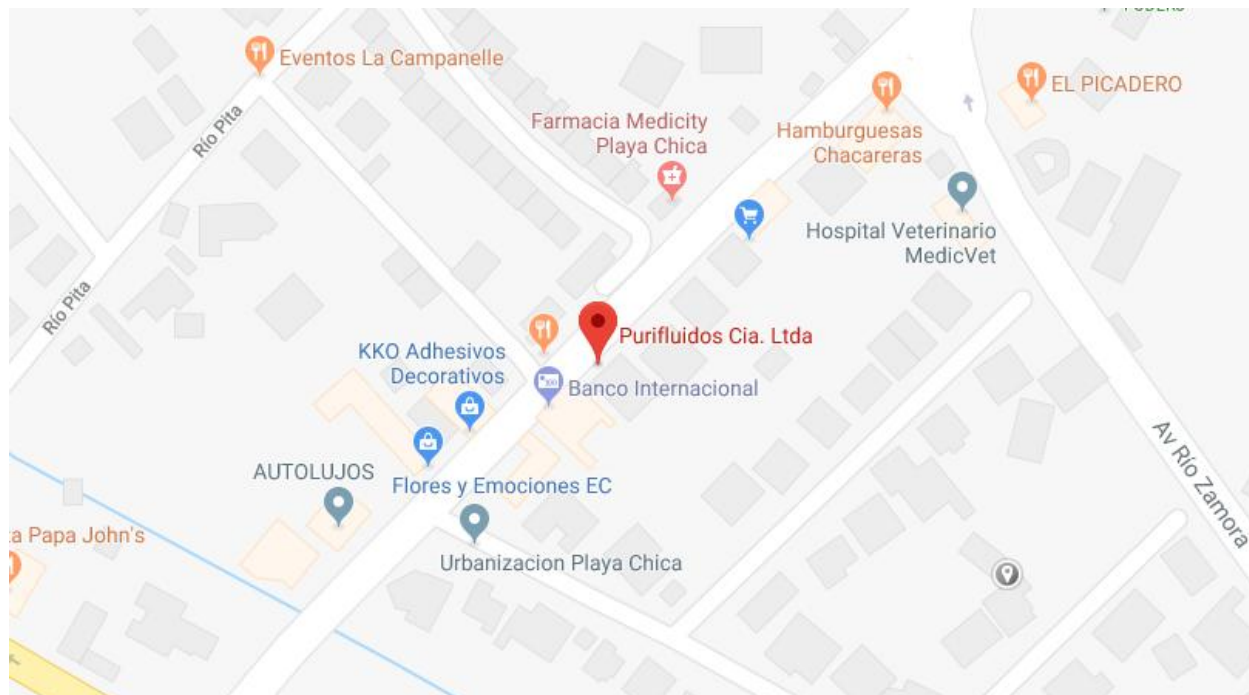 Eventos La Campanelle
EL PICADERO
Río Pita
Farmacia Medicity
Playa Chica
Hamburguesas
Chacareras
Hospital Veterinario
MedicVet
Río Pita
Purifluidos Cia. Ltda
KKO Adhesivos
Decorativos
Banco Internacional
AUTOLUJOS
Flores y Emociones EC
Av Río Zamora
a Papa John's
Urbanizacion Playa Chica